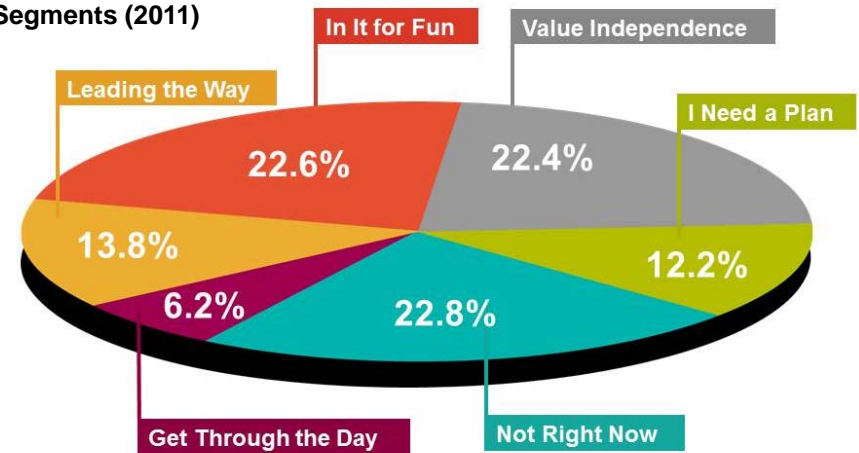 Segments (2011)
In It for Fun
Value Independence
Leading the Way
I Need a Plan
22.6%
22.4%
13.8%
12.2%
6.2%
22.8%
Get Through the Day
Not Right Now